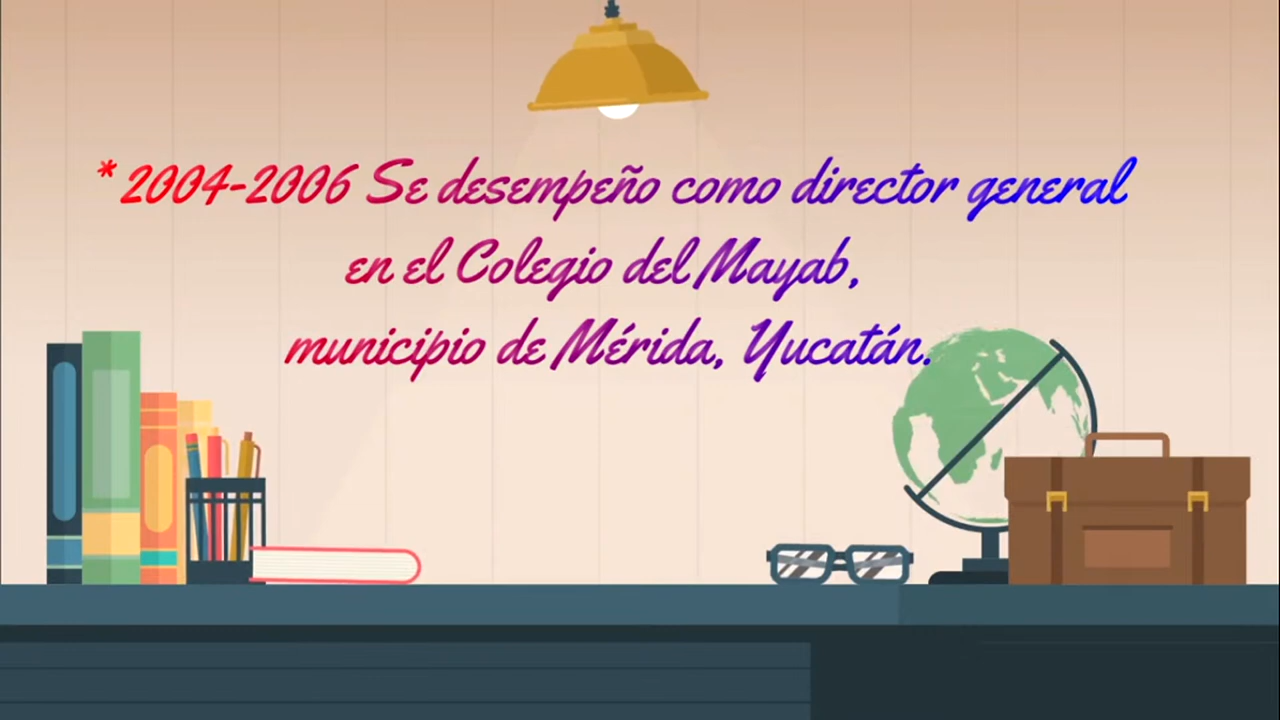 * 2004-2006 Se desempeño como director general
en el Colegio del Mayab,
municipio de Mérida, Yucatán.